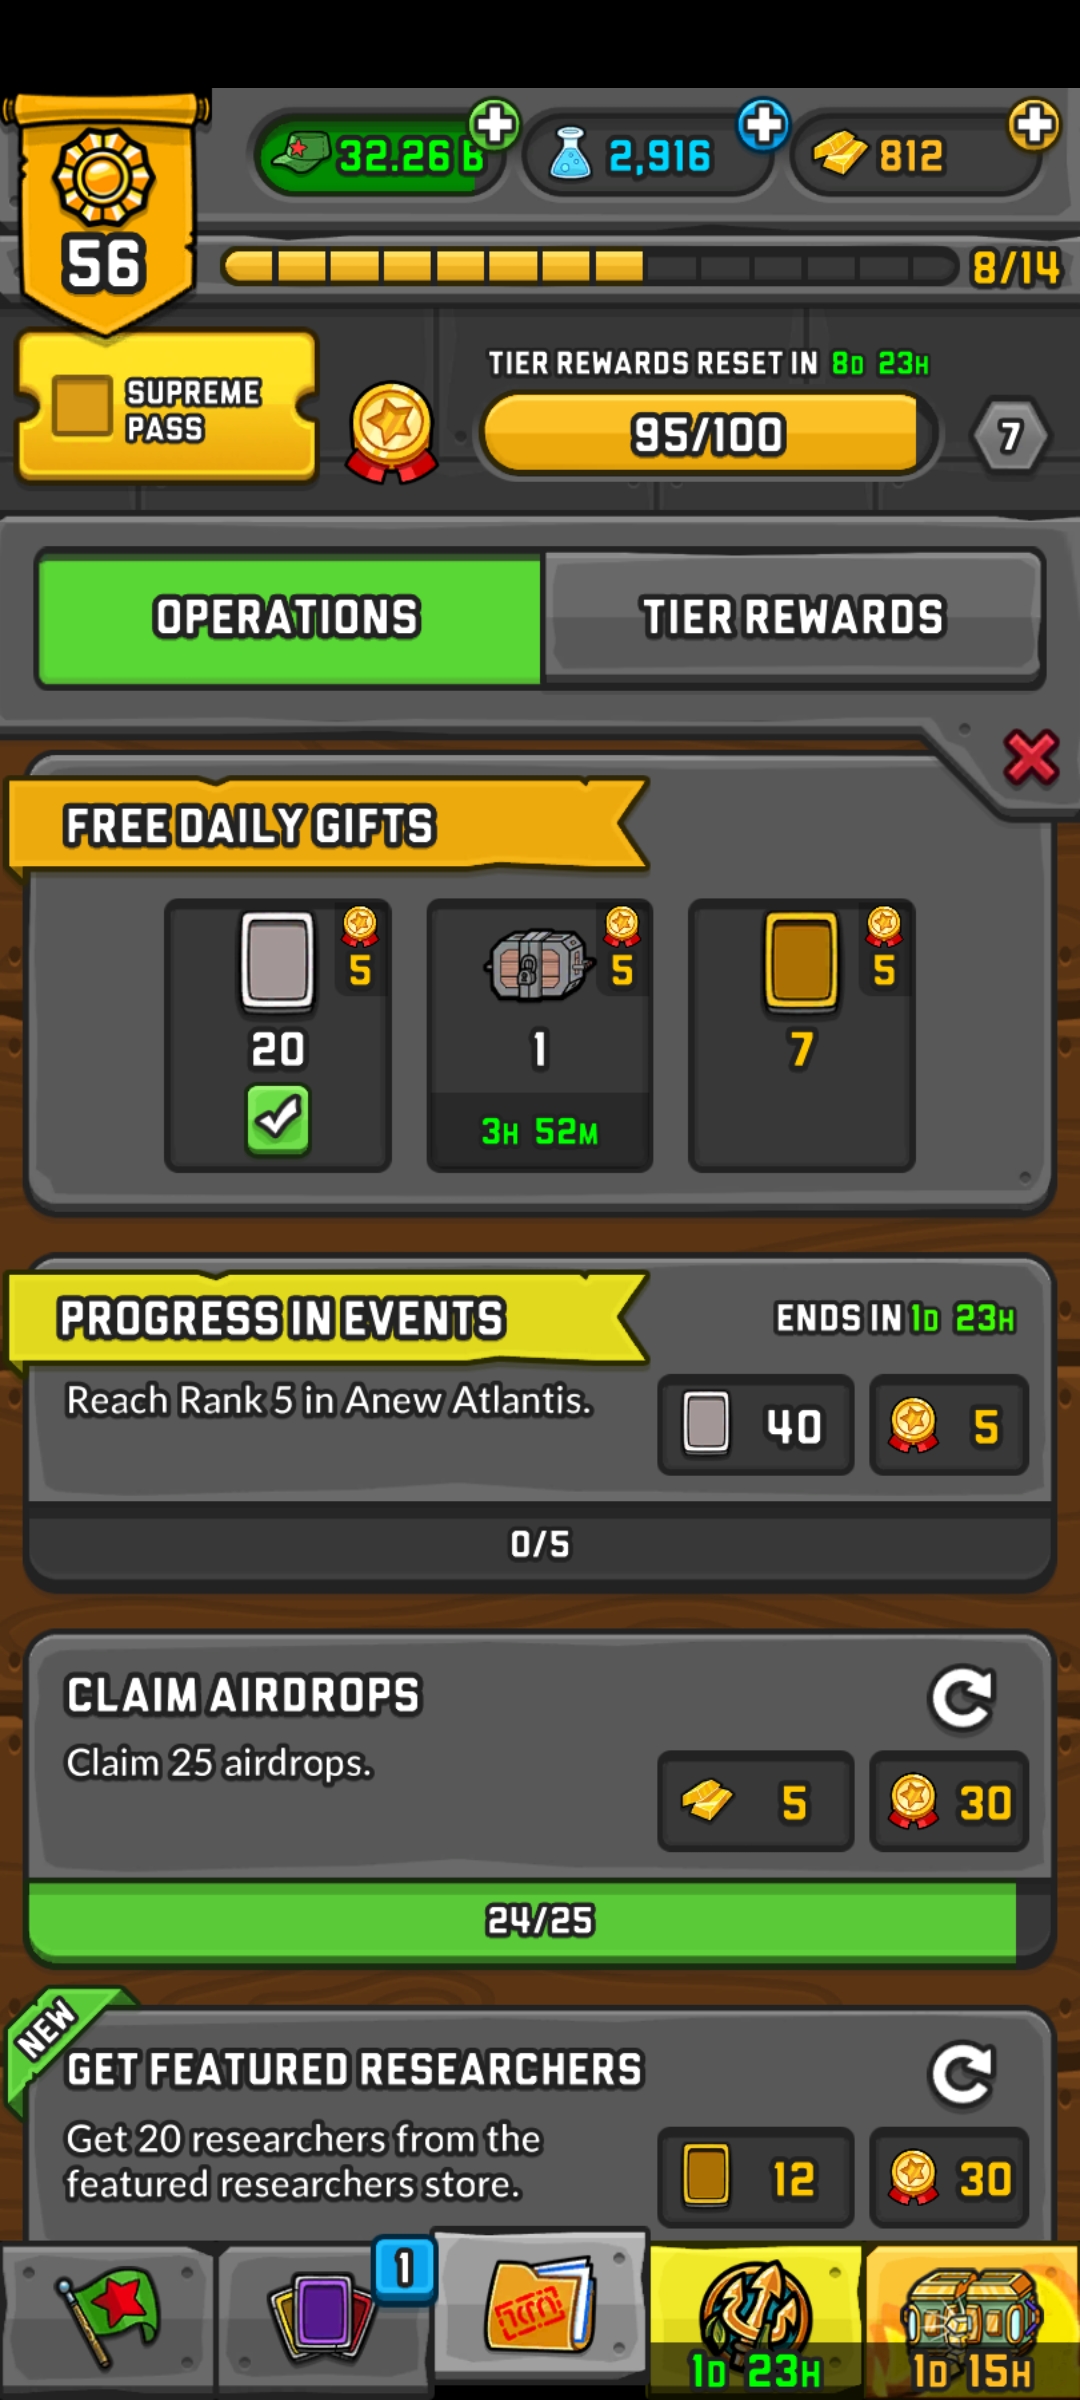 32.26 B
2,916
812
56
8/14
SUPREME
PASS
TIER REWARDS RESET IN 8D 23H
95/100
7
OPERATIONS
TIER REWARDS
FREE DAILY GIFTS
5
5
5
20
1
7
3H 52M
PROGRESS IN EVENTS
ENDS IN 1D 23H
Reach Rank 5 in Anew Atlantis.
40
5
0/5
CLAIM AIRDROPS
Claim 25 airdrops.
5
30
24/25
NEW
GET FEATURED RESEARCHERS
Get 20 researchers from the
featured researchers store.
12
30
1
1D 23H
1D 15H